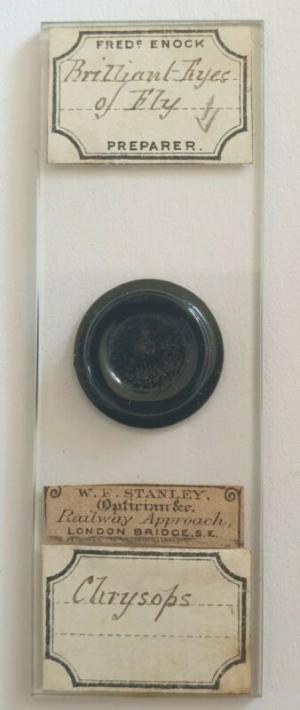 FREDK ENOCK
Brilliant-Eyes
of Fly
PREPARER.
W. F. STANLEY,
Optician &c.
Railway Approach,
LONDON BRIDGE, S.E.
Chrysops